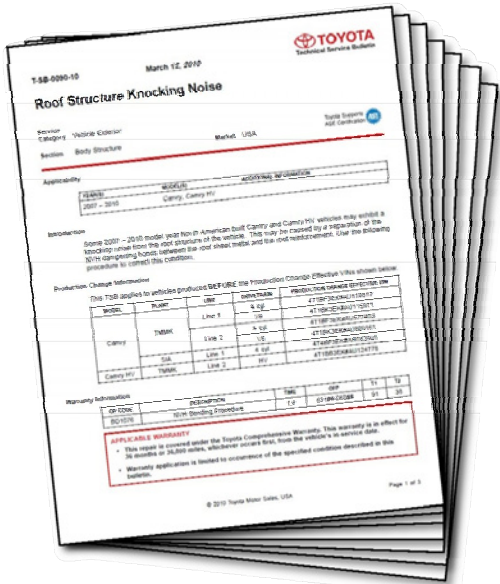 TOYOTA
Technical Service Bulletin
T-SB-0090-10
March 12, 2010
Roof Structure Knocking Noise
Service
Category Vehicle Exterior
Section Body Structure
Market USA
Toyota Supports
ASE Certification
Applicability
YEAR(S) MODEL(S) ADDITIONAL INFORMATION
2007 – 2010 Camry, Camry HV
Introduction
Some 2007 – 2010 model year North American built Camry and Camry HV vehicles may exhibit a
knocking noise from the roof structure of the vehicle. This may be caused by a separation of the
NVH dampening bonds between the roof sheet metal and the roof reinforcement. Use the following
procedure to correct this condition.
Production Change Information
This TSB applies to vehicles produced BEFORE the Production Change Effective VINs shown below.
MODEL PLANT LINE DRIVETRAIN PRODUCTION CHANGE EFFECTIVE VIN
Camry TMMK Line 1 4 cyl
V6
Line 2 4 cyl
V6
SIA Line 1 4 cyl
Camry HV TMMK Line 2 HV
Warranty Information
OP CODE DESCRIPTION TIME OFP T1 T2
BD1076 NVH Bonding Procedure
APPLICABLE WARRANTY
• This repair is covered under the Toyota Comprehensive Warranty. This warranty is in effect for
36 months or 36,000 miles, whichever occurs first, from the vehicle's in-service date.
• Warranty application is limited to occurrence of the specified condition described in this
bulletin.
© 2010 Toyota Motor Sales, USA
Page 1 of 3